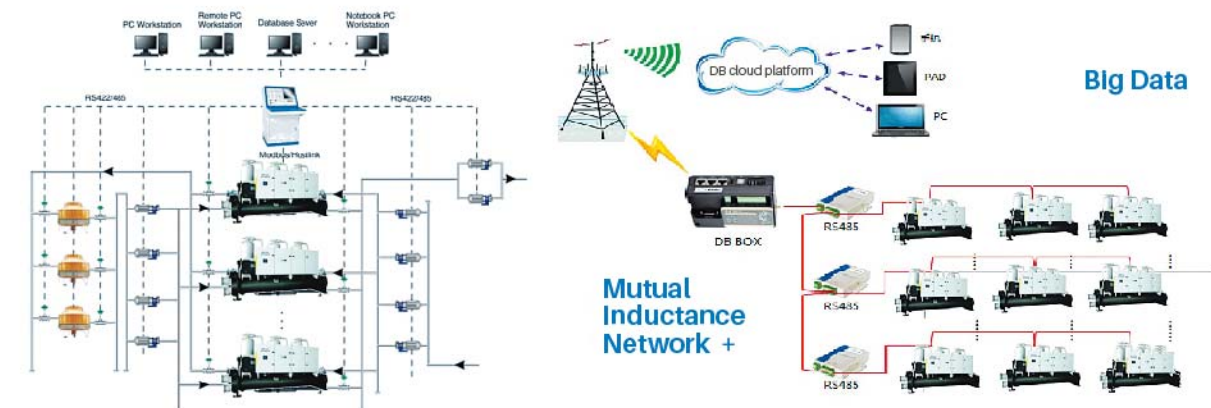 PC Workstation
Remote PC
Workstation
Database Sever
Notebook PC
Workstation
RS422/485
RS422/485
Modbus/Hostlink
DB cloud platform
PAD
PC
Big Data
DB BOX
RS485
RS485
RS485
Mutual
Inductance
Network +